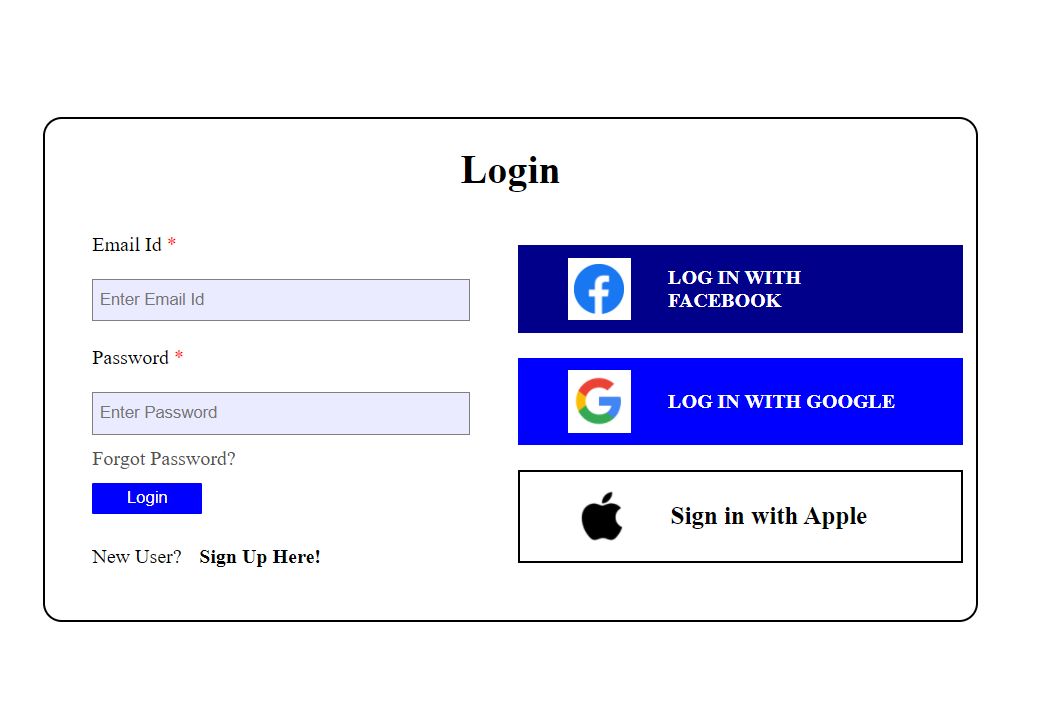 Login
Email Id *
Enter Email Id
Password *
Enter Password
Forgot Password?
Login
New User? Sign Up Here!
LOG IN WITH
FACEBOOK
LOG IN WITH GOOGLE
Sign in with Apple